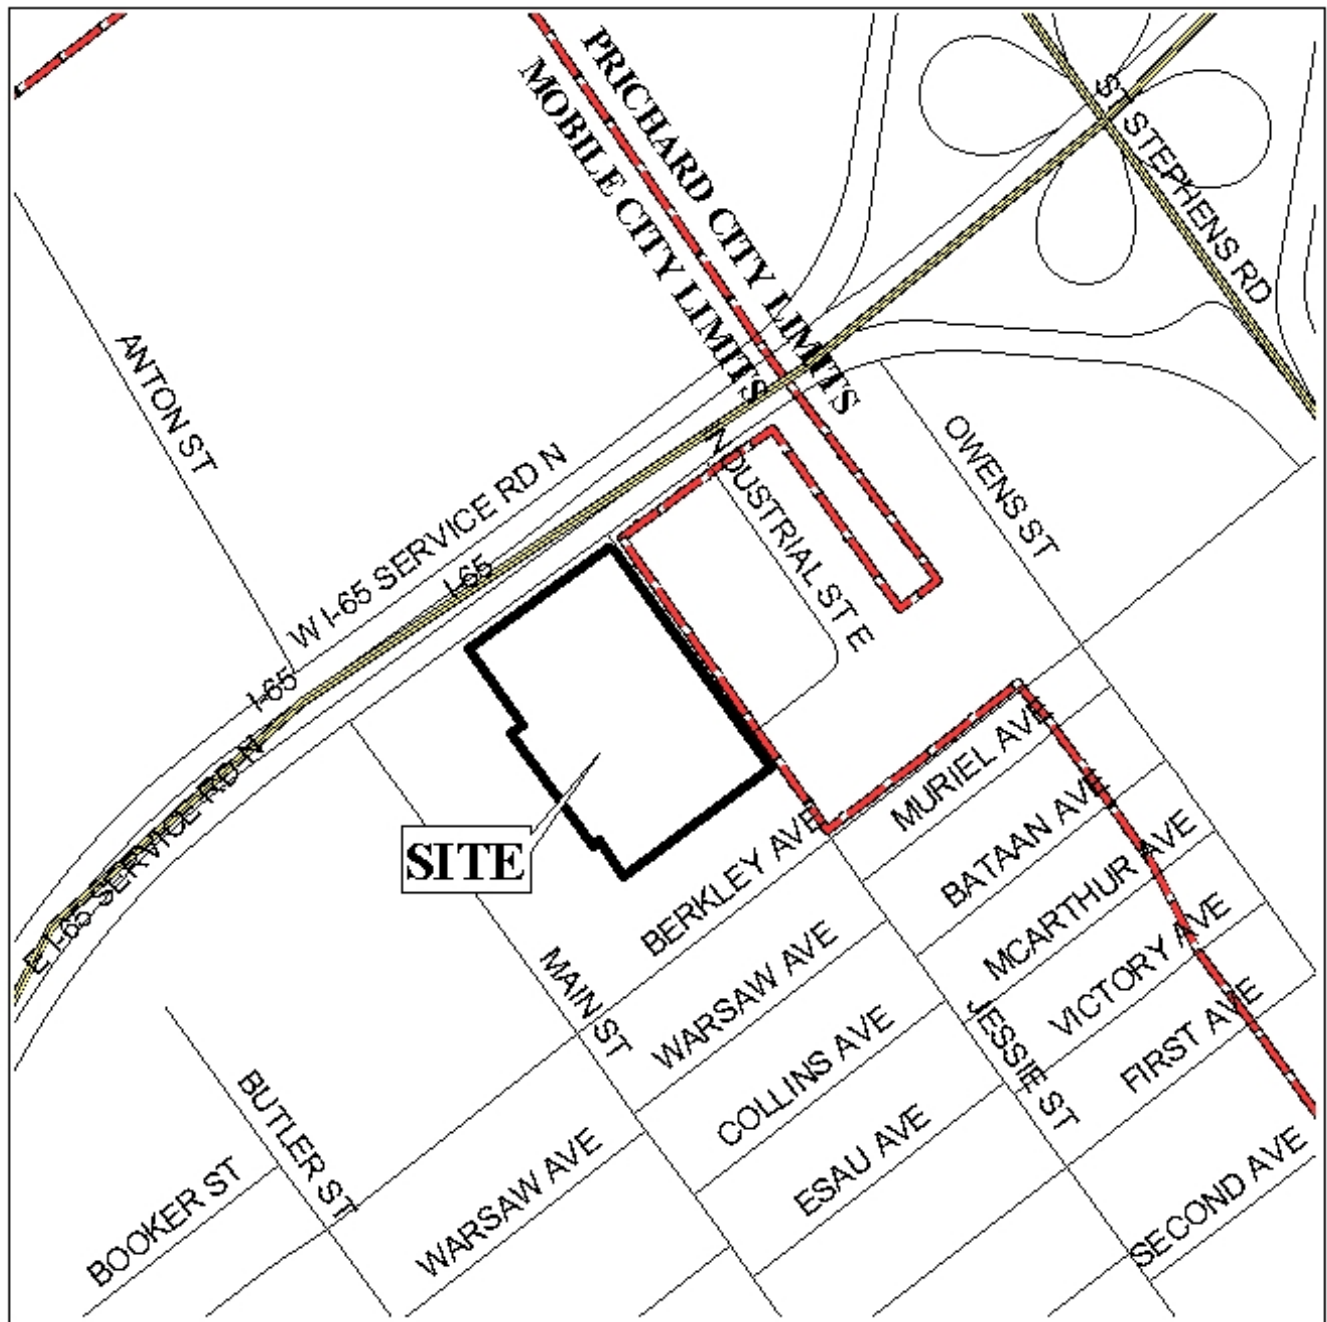 PRICHARD CITY LIMITS
MOBILE CITY LIMITS
ST STEPHENS RD
ANTON ST
OWENS ST
W I-65 SERVICE RD N
I-65
INDUSTRIAL ST E
I-65
E I-65 SERVICE RD N
SITE
MURIEL AVE
BATAAN AVE
BERKLEY AVE
MCARTHUR AVE
WARSAW AVE
VICTORY AVE
MAIN ST
COLLINS AVE
JESSIE ST
FIRST AVE
BUTLER ST
ESAU AVE
BOOKER ST
WARSAW AVE
SECOND AVE